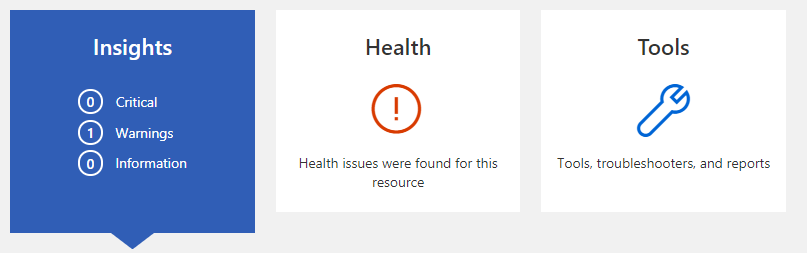 Insights
0 Critical
1 Warnings
0 Information
Health
Health issues were found for this
resource
Tools
Tools, troubleshooters, and reports